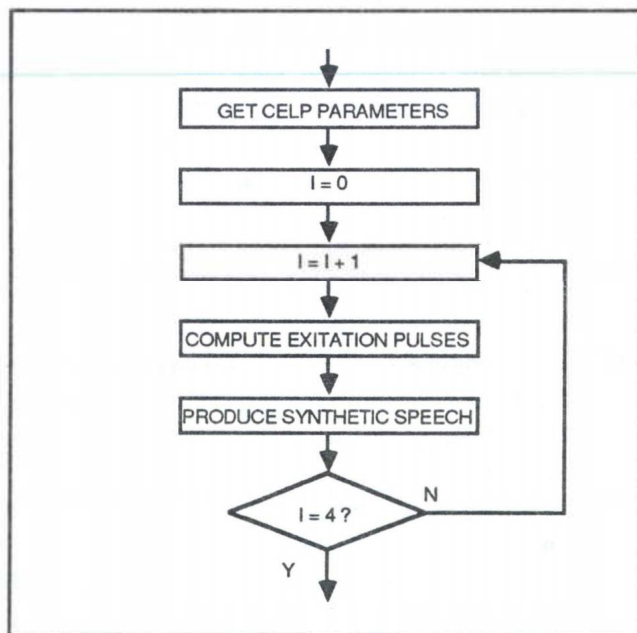 GET CELP PARAMETERS
I = 0
I = I + 1
COMPUTE EXITATION PULSES
PRODUCE SYNTHETIC SPEECH
I = 4 ?
N
Y